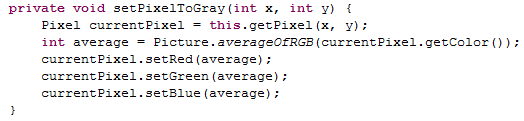 private void setPixelToGray(int x, int y) {
    Pixel currentPixel = this.getPixel(x, y);
    int average = Picture.averageOfRGB(currentPixel.getColor());
    currentPixel.setRed(average);
    currentPixel.setGreen(average);
    currentPixel.setBlue(average);
}